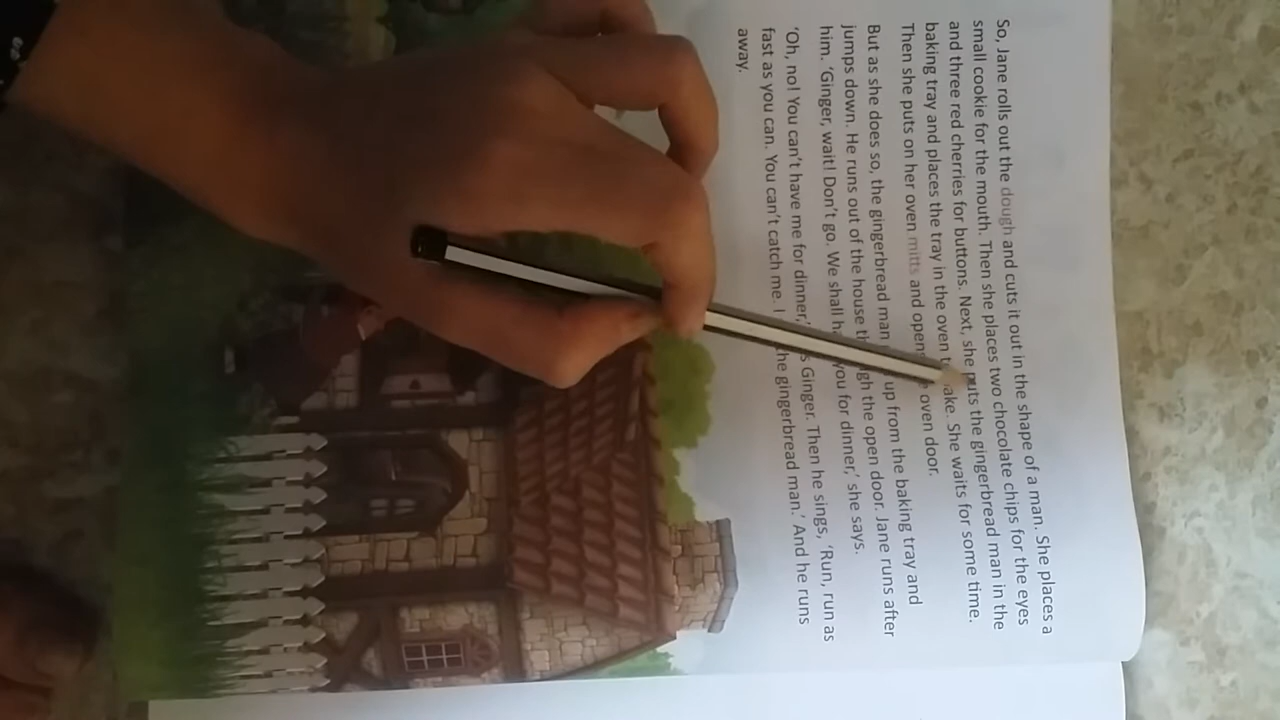 So, Jane rolls out the dough and cuts it out in the shape of a man. She places a
small cookie for the mouth. Then she places two chocolate chips for the eyes
and three red cherries for buttons. Next, she puts the gingerbread man in the
baking tray and places the tray in the oven She waits for some time.
Then she puts on her oven mitts and oven door.
But as she does so, the gingerbread man up from the baking tray and
jumps down. He runs out of the house the open door. Jane runs after
him. ‘Ginger, wait! Don’t go. We shall you for dinner,’ she says.
‘Oh, no! You can’t have me for dinner,’ Ginger. Then he sings, ‘Run, run as
fast as you can. You can’t catch me. I the gingerbread man.’ And he runs
away.